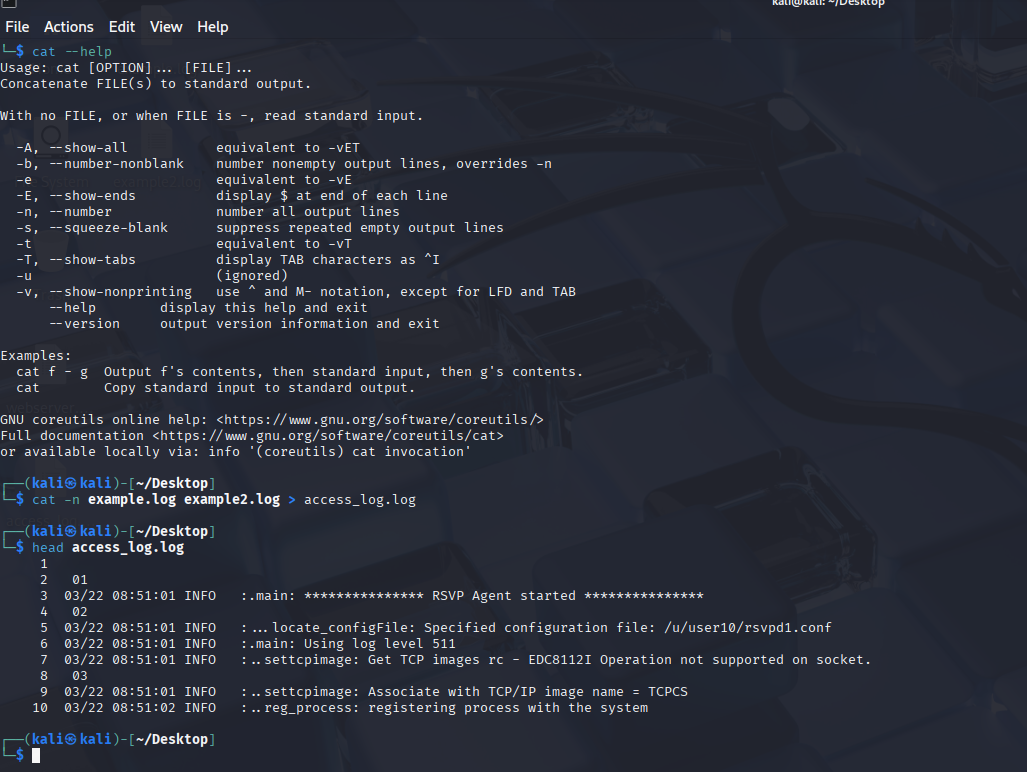 kali@kali: ~/Desktop
File Actions Edit View Help
└─$ cat --help
Usage: cat [OPTION]... [FILE]...
Concatenate FILE(s) to standard output.
With no FILE, or when FILE is -, read standard input.
-A, --show-all equivalent to -vET
-b, --number-nonblank number nonempty output lines, overrides -n
-e equivalent to -vE
-E, --show-ends display $ at end of each line
-n, --number number all output lines
-s, --squeeze-blank suppress repeated empty output lines
-t equivalent to -vT
-T, --show-tabs display TAB characters as ^I
-u (ignored)
-v, --show-nonprinting use ^ and M- notation, except for LFD and TAB
--help display this help and exit
--version output version information and exit
Examples:
cat f - g Output f's contents, then standard input, then g's contents.
cat Copy standard input to standard output.
GNU coreutils online help: <https://www.gnu.org/software/coreutils/>
Full documentation <https://www.gnu.org/software/coreutils/cat>
or available locally via: info '(coreutils) cat invocation'
┌──(kali㉿kali)-[~/Desktop]
└─$ cat -n example.log example2.log > access_log.log
┌──(kali㉿kali)-[~/Desktop]
└─$ head access_log.log
1
2 01
3 03/22 08:51:01 INFO :.main: *************** RSVP Agent started ***************
4 02
5 03/22 08:51:01 INFO :...locate_configFile: Specified configuration file: /u/user10/rsvpd1.conf
6 03/22 08:51:01 INFO :.main: Using log level 511
7 03/22 08:51:01 INFO :..settcpimage: Get TCP images rc - EDC8112I Operation not supported on socket.
8 03
9 03/22 08:51:01 INFO :..settcpimage: Associate with TCP/IP image name = TCPCS
10 03/22 08:51:02 INFO :..reg_process: registering process with the system
┌──(kali㉿kali)-[~/Desktop]
└─$